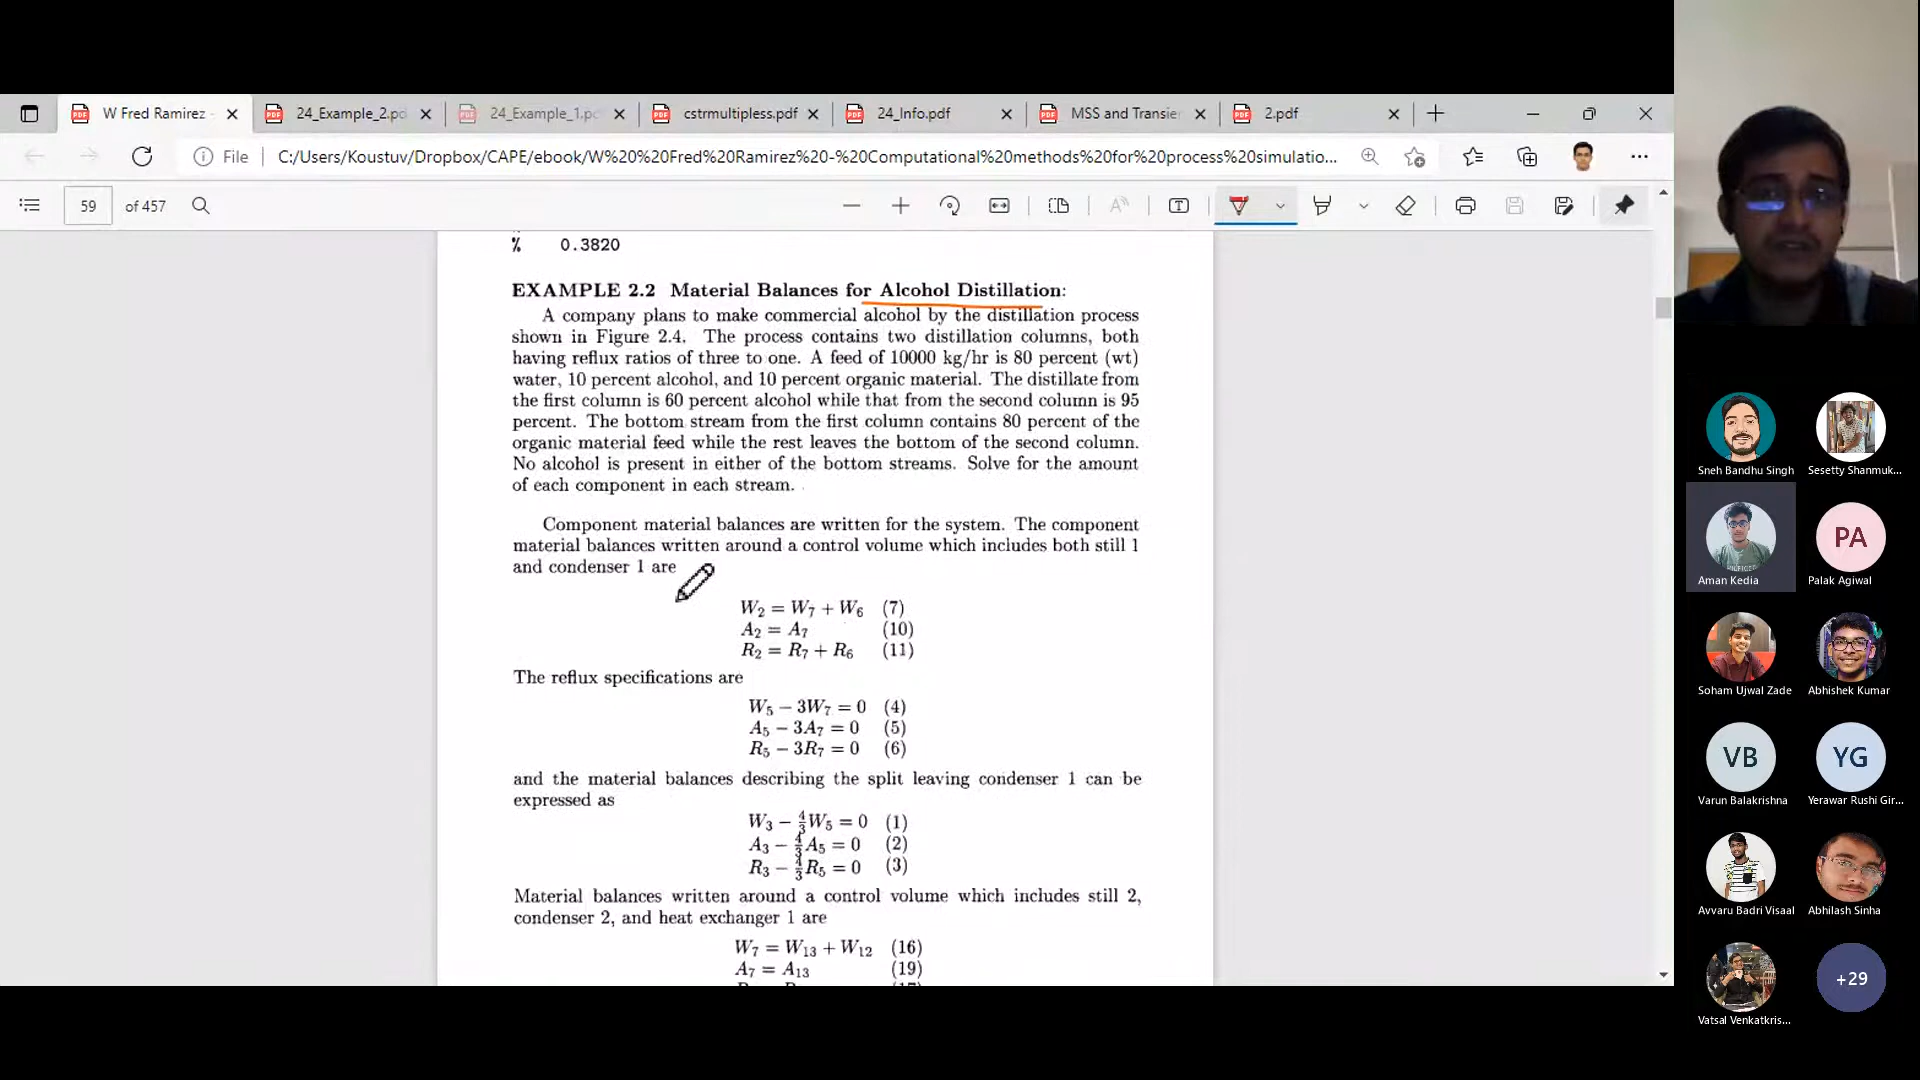 W Fred Ramirez -
24_Example_2.pd
24_Example_1.pd
cstrmultipless.pdf
24_Info.pdf
MSS and Transie
2.pdf
File
C:/Users/Koustuv/Dropbox/CAPE/ebook/W%20%20Fred%20Ramirez%20-%20Computational%20methods%20for%20process%20simulatio...
59
of 457
% 0.3820
EXAMPLE 2.2 Material Balances for Alcohol Distillation:
A company plans to make commercial alcohol by the distillation process
shown in Figure 2.4. The process contains two distillation columns, both
having reflux ratios of three to one. A feed of 10000 kg/hr is 80 percent (wt)
water, 10 percent alcohol, and 10 percent organic material. The distillate from
the first column is 60 percent alcohol while that from the second column is 95
percent. The bottom stream from the first column contains 80 percent of the
organic material feed while the rest leaves the bottom of the second column.
No alcohol is present in either of the bottom streams. Solve for the amount
of each component in each stream.
Component material balances are written for the system. The component
material balances written around a control volume which includes both still 1
and condenser 1 are
W₂ = W₇ + W₆ (7)
A₂ = A₇ (10)
R₂ = R₇ + R₆ (11)
The reflux specifications are
W₅ − 3W₇ = 0 (4)
A₅ − 3A₇ = 0 (5)
R₅ − 3R₇ = 0 (6)
and the material balances describing the split leaving condenser 1 can be
expressed as
W₃ − 4/3 W₅ = 0 (1)
A₃ − 4/3 A₅ = 0 (2)
R₃ − 4/3 R₅ = 0 (3)
Material balances written around a control volume which includes still 2,
condenser 2, and heat exchanger 1 are
W₇ = W₁₃ + W₁₂ (16)
A₇ = A₁₃ (19)
Sneh Bandhu Singh
Sesetty Shanmuk...
Aman Kedia
PA
Palak Agiwal
Soham Ujwal Zade
Abhishek Kumar
VB
Varun Balakrishna
YG
Yerawar Rushi Gir...
Avvaru Badri Visaal
Abhilash Sinha
Vatsal Venkatkris...
+29